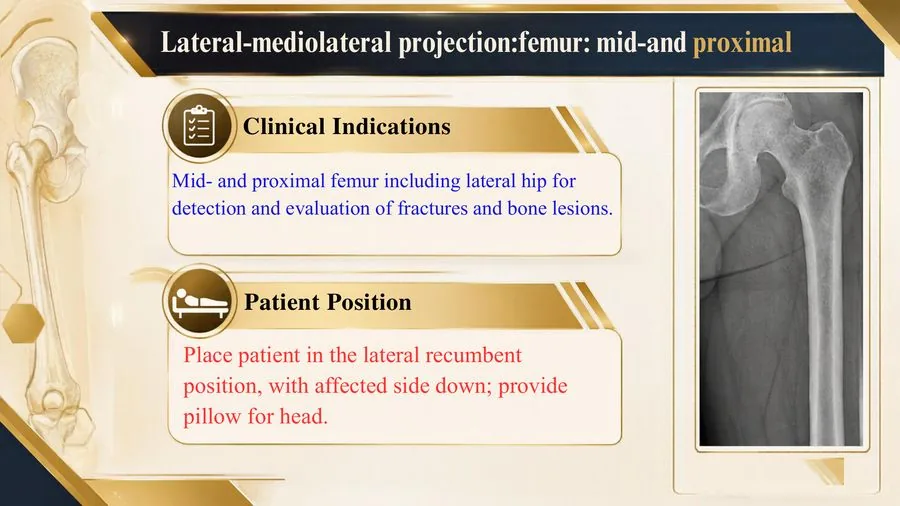 Lateral-mediolateral projection:femur: mid-and proximal
Clinical Indications
Mid- and proximal femur including lateral hip for
detection and evaluation of fractures and bone lesions.
Patient Position
Place patient in the lateral recumbent
position, with affected side down; provide
pillow for head.